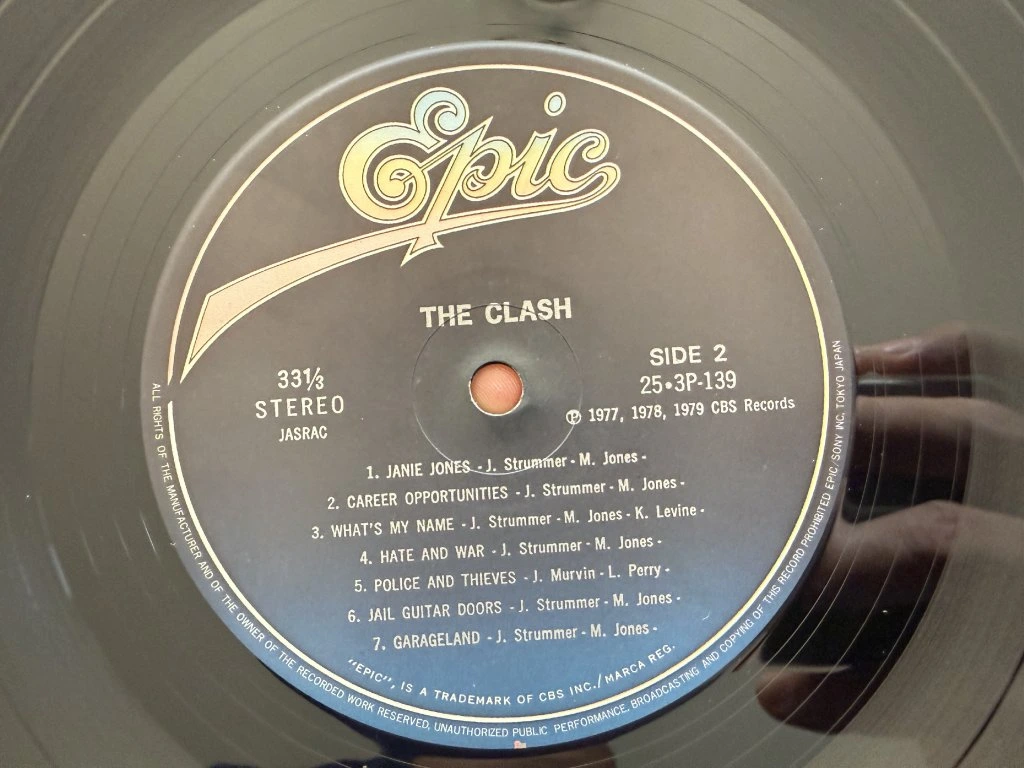 Epic
THE CLASH
33⅓
STEREO
JASRAC
SIDE 2
25•3P-139
Ⓟ 1977, 1978, 1979 CBS Records
1. JANIE JONES - J. Strummer - M. Jones -
2. CAREER OPPORTUNITIES - J. Strummer - M. Jones -
3. WHAT'S MY NAME - J. Strummer - M. Jones - K. Levine -
4. HATE AND WAR - J. Strummer - M. Jones -
5. POLICE AND THIEVES - J. Murvin - L. Perry -
6. JAIL GUITAR DOORS - J. Strummer - M. Jones -
7. GARAGELAND - J. Strummer - M. Jones -
"EPIC", IS A TRADEMARK OF CBS INC./MARCA REG.
ALL RIGHTS OF THE MANUFACTURER AND OF THE OWNER OF THE RECORDED WORK RESERVED, UNAUTHORIZED PUBLIC PERFORMANCE, BROADCASTING AND COPYING OF THIS RECORD PROHIBITED EPIC/SONY INC. TOKYO JAPAN